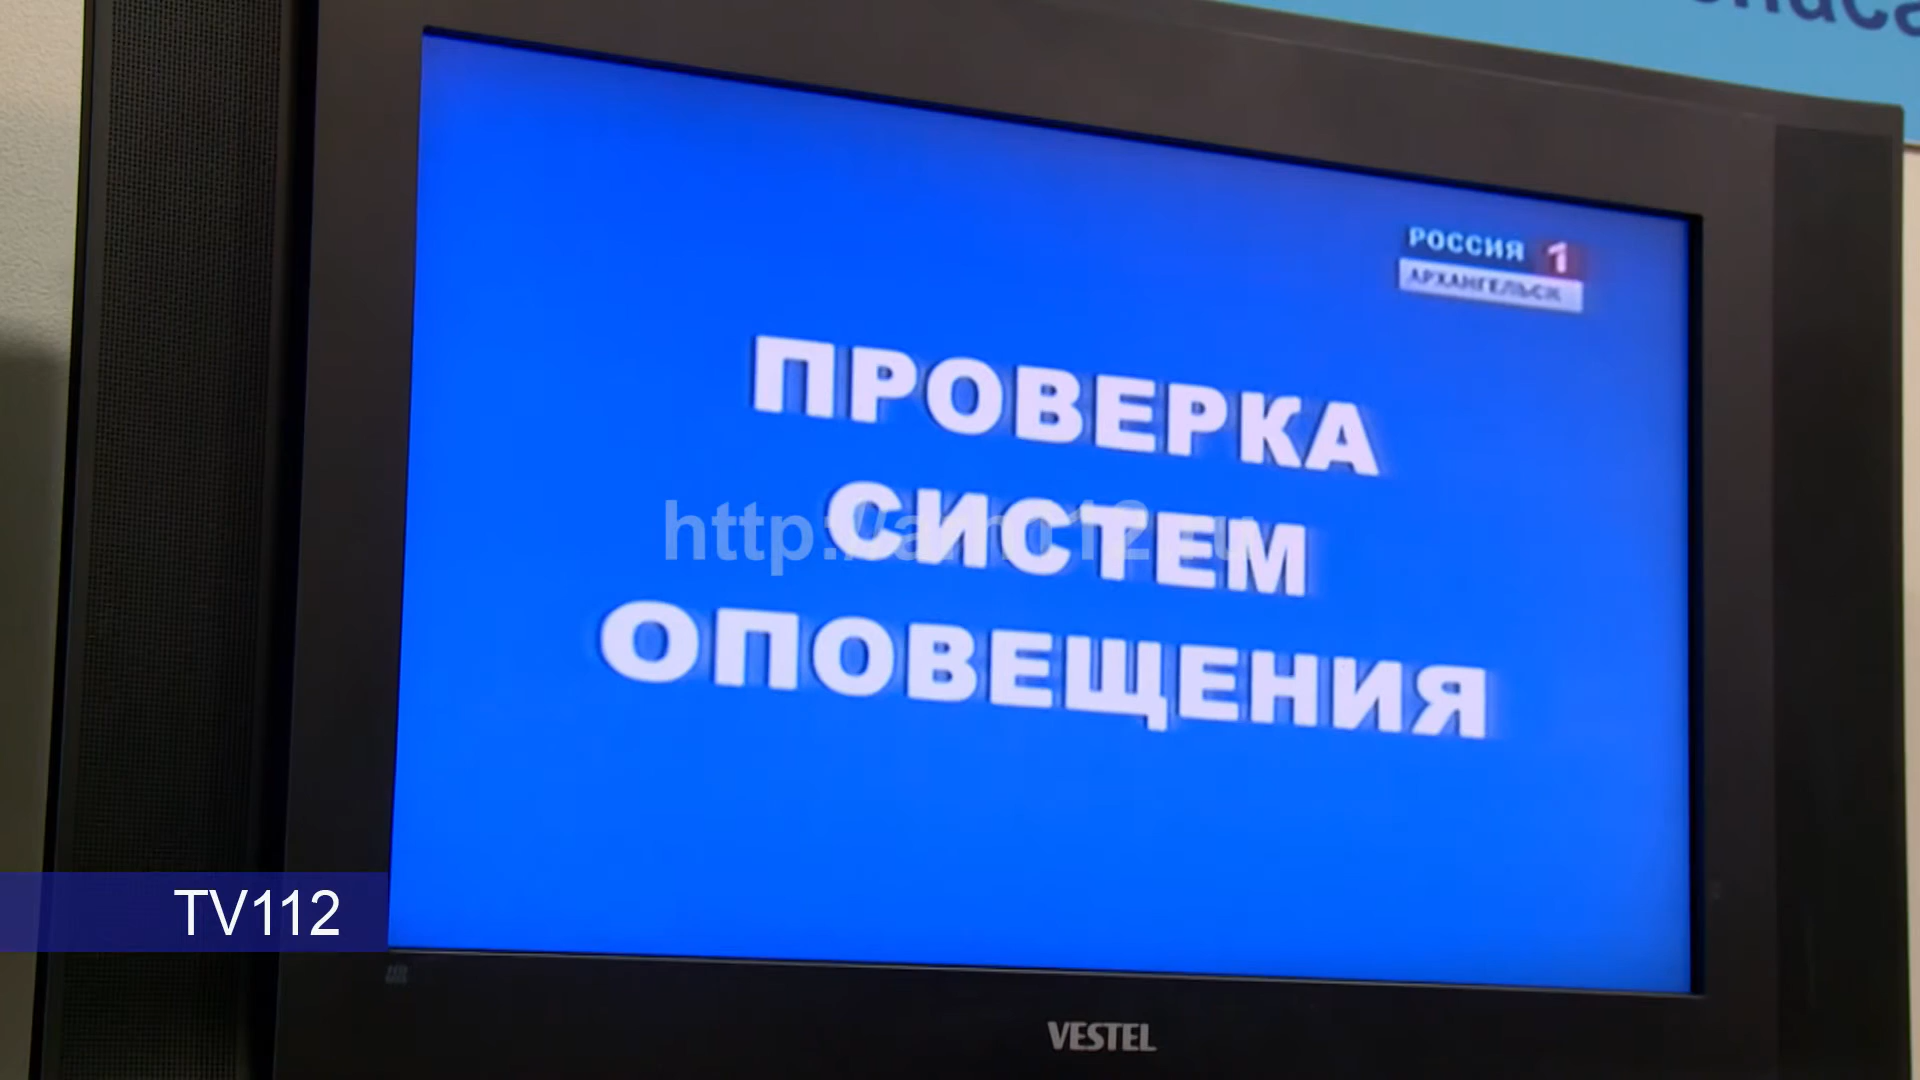 РОССИЯ 1
АРХАНГЕЛЬСК
ПРОВЕРКА
СИСТЕМ
ОПОВЕЩЕНИЯ
TV112
VESTEL